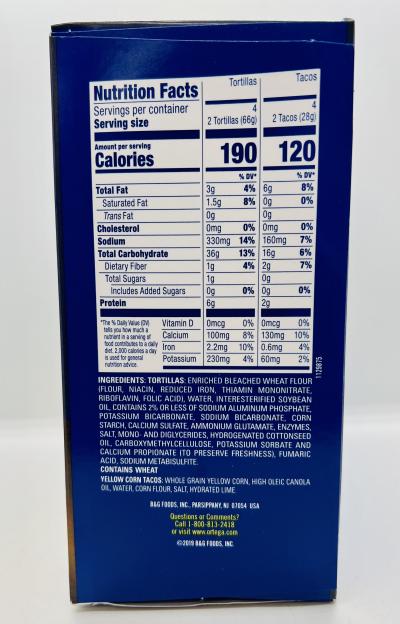 Nutrition Facts Tortillas Tacos
Servings per container 4 4
Serving size 2 Tortillas (66g) 2 Tacos (28g)
Amount per serving
Calories 190 120
% DV* % DV*
Total Fat 3g 4% 6g 8%
Saturated Fat 1.5g 8% 0g 0%
Trans Fat 0g 0g
Cholesterol 0mg 0% 0mg 0%
Sodium 330mg 14% 160mg 7%
Total Carbohydrate 36g 13% 16g 6%
Dietary Fiber 1g 4% 2g 7%
Total Sugars 1g 0g
Includes Added Sugars 0g 0% 0g 0%
Protein 6g 2g
Vitamin D 0mcg 0% 0mcg 0%
Calcium 100mg 8% 130mg 10%
Iron 2.2mg 10% 0.6mg 4%
Potassium 230mg 4% 60mg 2%
*The % Daily Value (DV)
tells you how much a
nutrient in a serving of
food contributes to a daily
diet. 2,000 calories a day
is used for general
nutrition advice.
1129875
INGREDIENTS: TORTILLAS: ENRICHED BLEACHED WHEAT FLOUR
(FLOUR, NIACIN, REDUCED IRON, THIAMIN MONONITRATE,
RIBOFLAVIN, FOLIC ACID), WATER, INTERESTERIFIED SOYBEAN
OIL, CONTAINS 2% OR LESS OF SODIUM ALUMINUM PHOSPHATE,
POTASSIUM BICARBONATE, SODIUM BICARBONATE, CORN
STARCH, CALCIUM SULFATE, AMMONIUM GLUTAMATE, ENZYMES,
SALT, MONO- AND DIGLYCERIDES, HYDROGENATED COTTONSEED
OIL, CARBOXYMETHYLCELLULOSE, POTASSIUM SORBATE AND
CALCIUM PROPIONATE (TO PRESERVE FRESHNESS), FUMARIC
ACID, SODIUM METABISULFITE.
CONTAINS WHEAT
YELLOW CORN TACOS: WHOLE GRAIN YELLOW CORN, HIGH OLEIC CANOLA
OIL, WATER, CORN FLOUR, SALT, HYDRATED LIME.
B&G FOODS, INC., PARSIPPANY, NJ 07054 USA
Questions or Comments?
Call 1-800-813-2418
or visit www.ortega.com
©2019 B&G FOODS, INC.